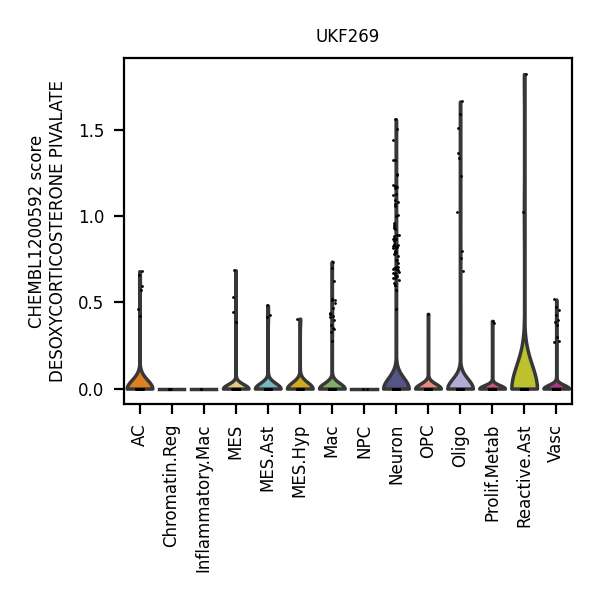 UKF269
CHEMBL1200592 score
DESOXYCORTICOSTERONE PIVALATE
1.5
1.0
0.5
0.0
AC
Chromatin.Reg
Inflammatory.Mac
MES
MES.Ast
MES.Hyp
Mac
NPC
Neuron
OPC
Oligo
Prolif.Metab
Reactive.Ast
Vasc